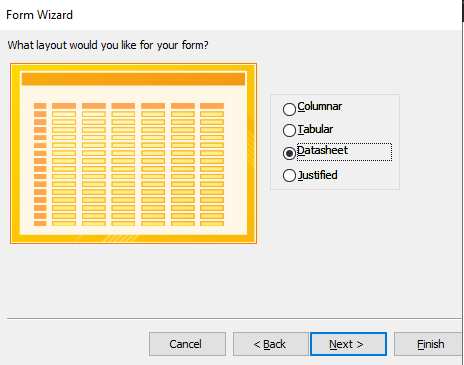 Form Wizard
What layout would you like for your form?
Columnar
Tabular
Datasheet
Justified
Cancel
< Back
Next >
Finish